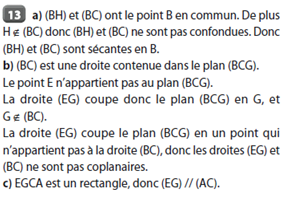 13 a) (BH) et (BC) ont le point B en commun. De plus
H ∉ (BC) donc (BH) et (BC) ne sont pas confondues. Donc
(BH) et (BC) sont sécantes en B.
b) (BC) est une droite contenue dans le plan (BCG).
Le point E n’appartient pas au plan (BCG).
La droite (EG) coupe donc le plan (BCG) en G, et
G ∉ (BC).
La droite (EG) coupe le plan (BCG) en un point qui
n’appartient pas à la droite (BC), donc les droites (EG) et
(BC) ne sont pas coplanaires.
c) EGCA est un rectangle, donc (EG) // (AC).